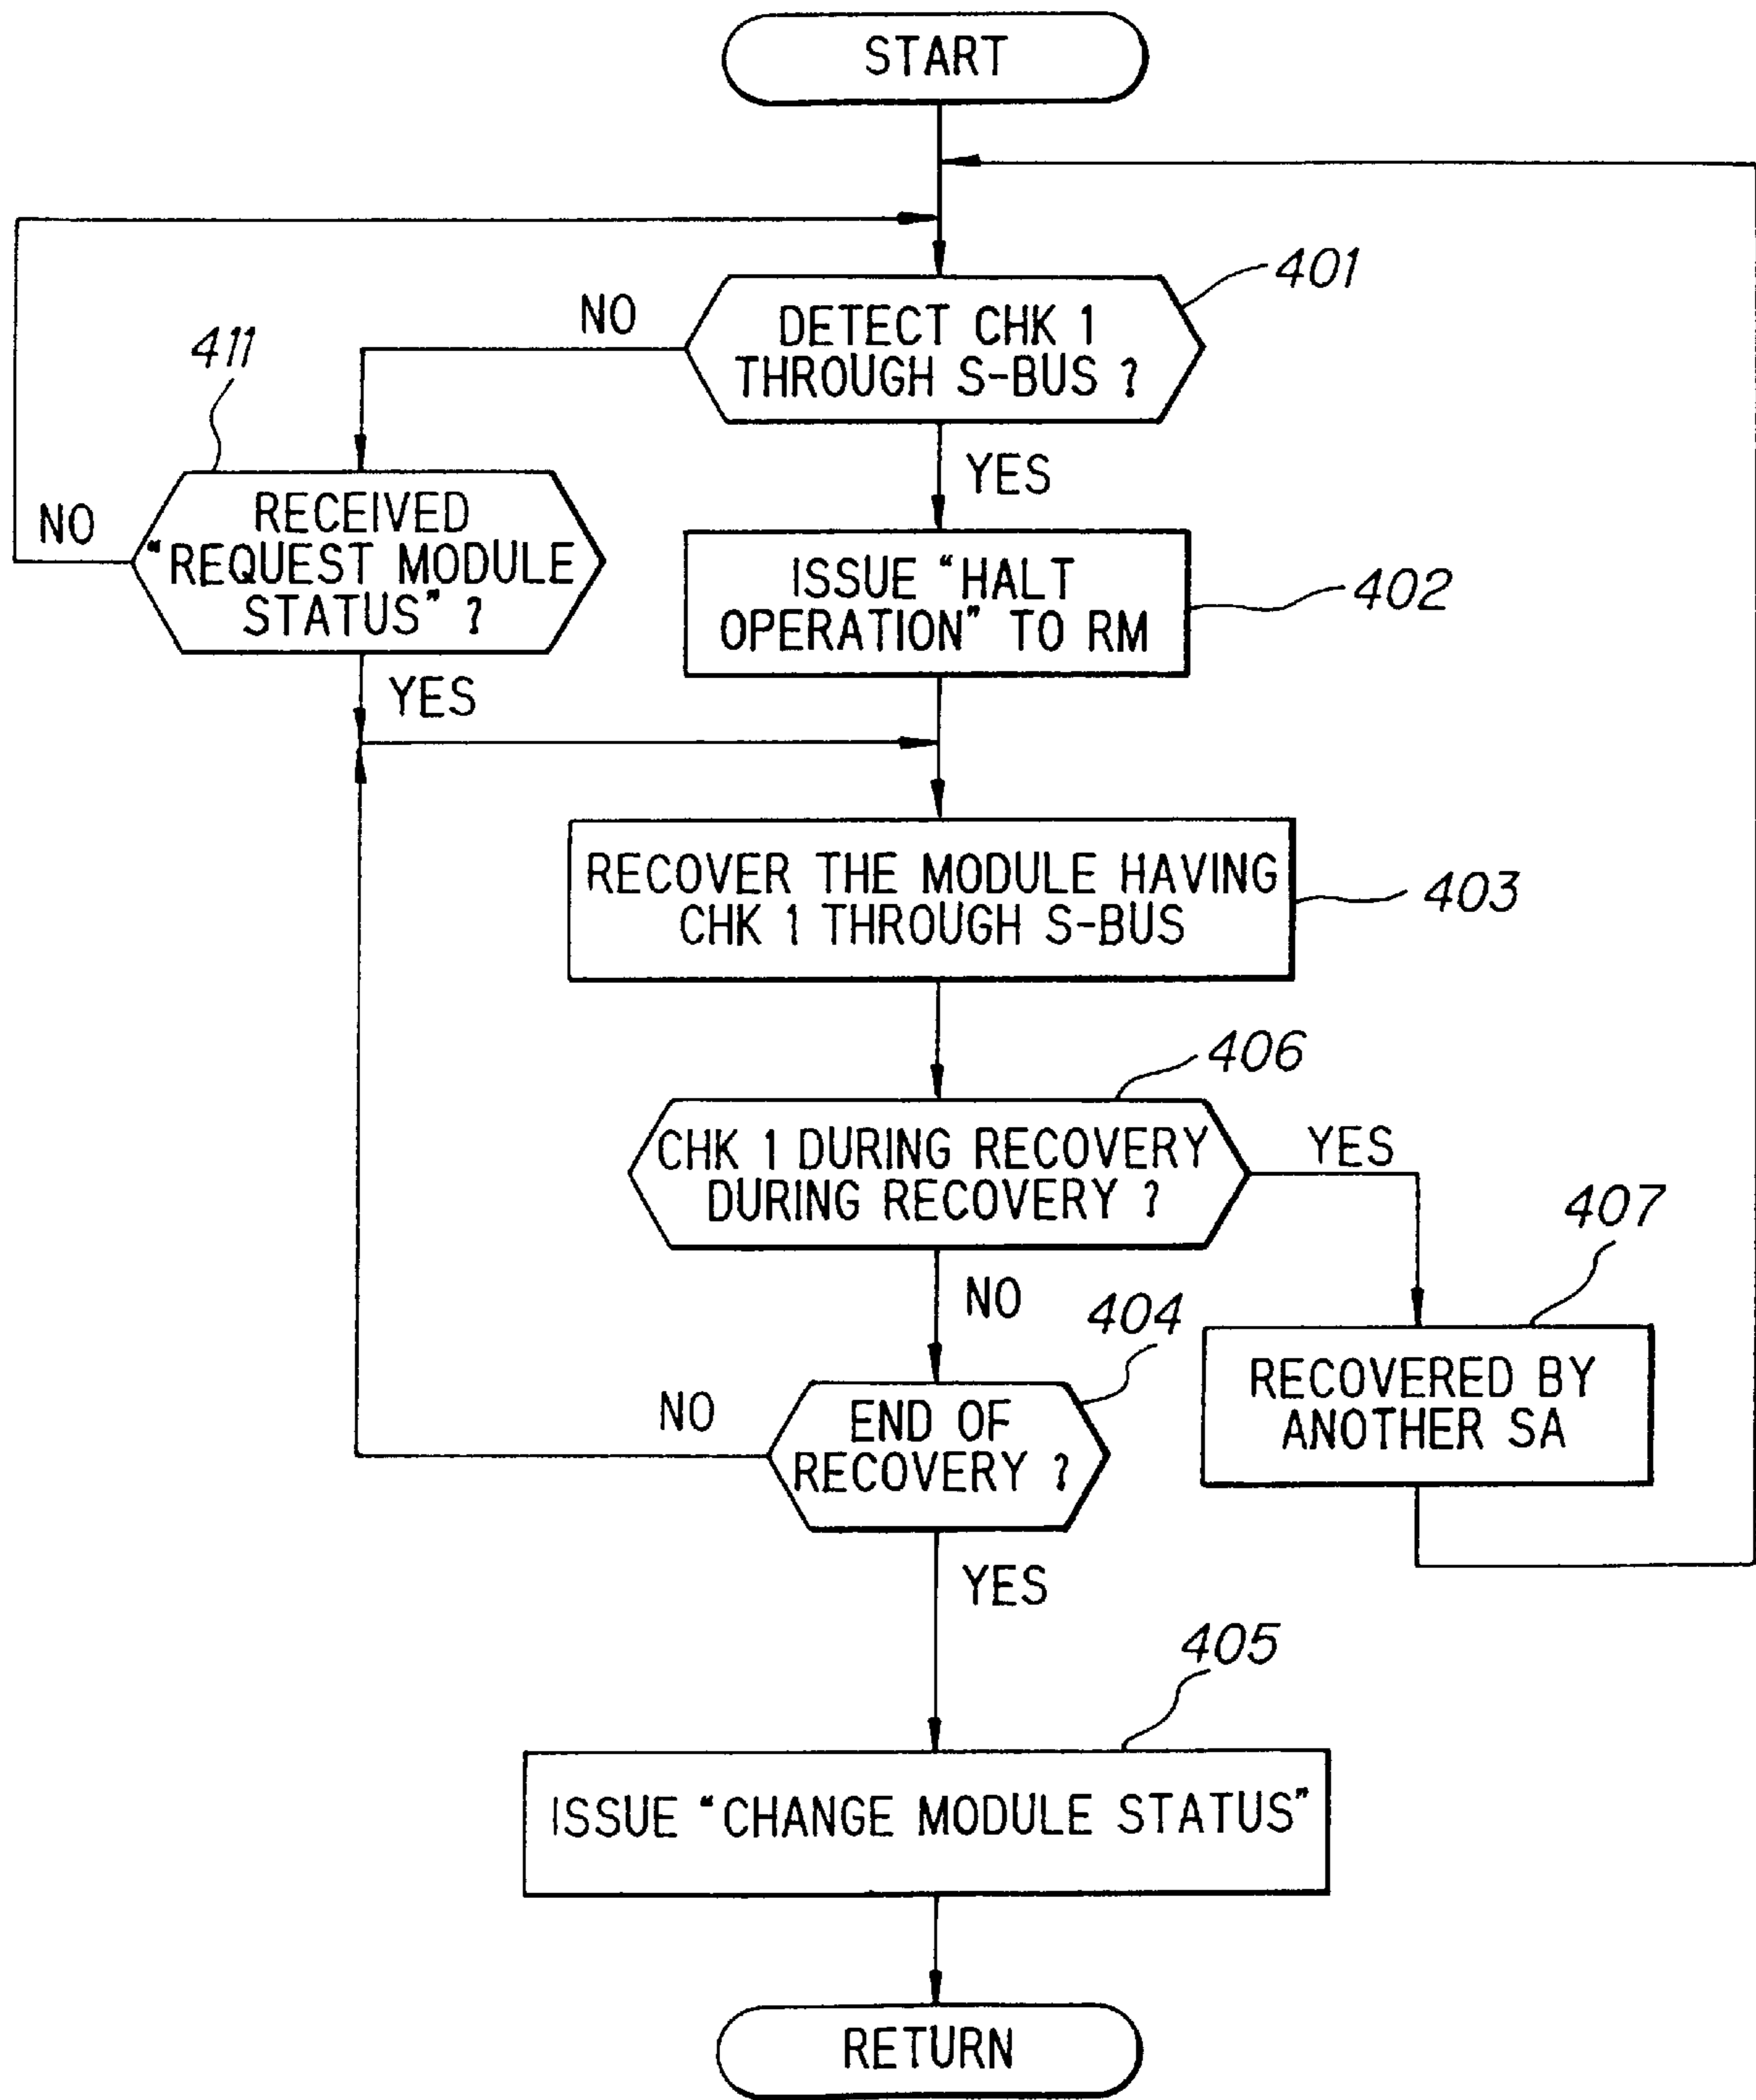 START
401
NO
DETECT CHK 1
THROUGH S-BUS ?
411
YES
RECEIVED
“REQUEST MODULE
STATUS” ?
NO
ISSUE “HALT
OPERATION” TO RM
402
YES
RECOVER THE MODULE HAVING
CHK 1 THROUGH S-BUS
403
406
CHK 1 DURING RECOVERY
DURING RECOVERY ?
YES
407
NO
404
RECOVERED BY
ANOTHER SA
NO
END OF
RECOVERY ?
YES
405
ISSUE “CHANGE MODULE STATUS”
RETURN